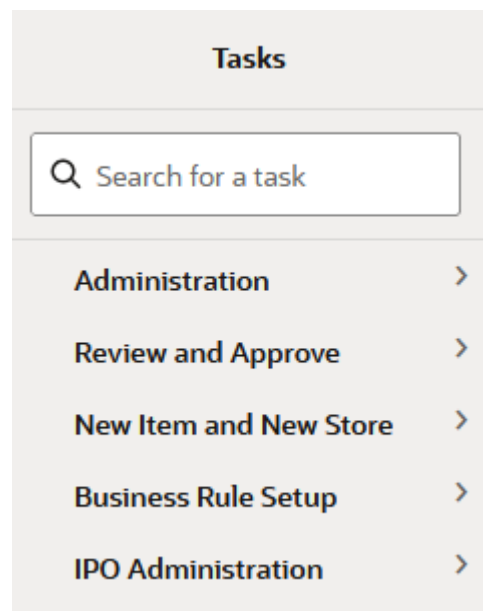 Tasks
Search for a task
Administration
Review and Approve
New Item and New Store
Business Rule Setup
IPO Administration